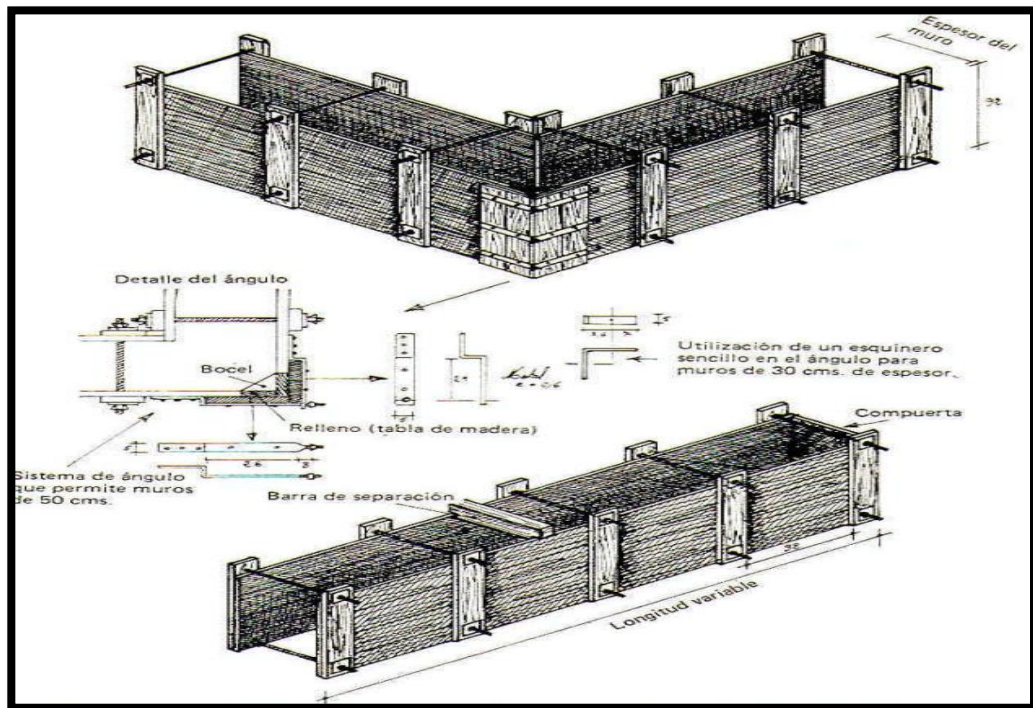 Espesor del
muro
Detalle del ángulo
Bocel
Relleno (tabla de madera)
Utilización de un esquinero
sencillo en el ángulo para
muros de 30 cms. de espesor.
Compuerta
Sistema de ángulo
que permite muros
de 50 cms.
26
Barra de separación
Longitud variable